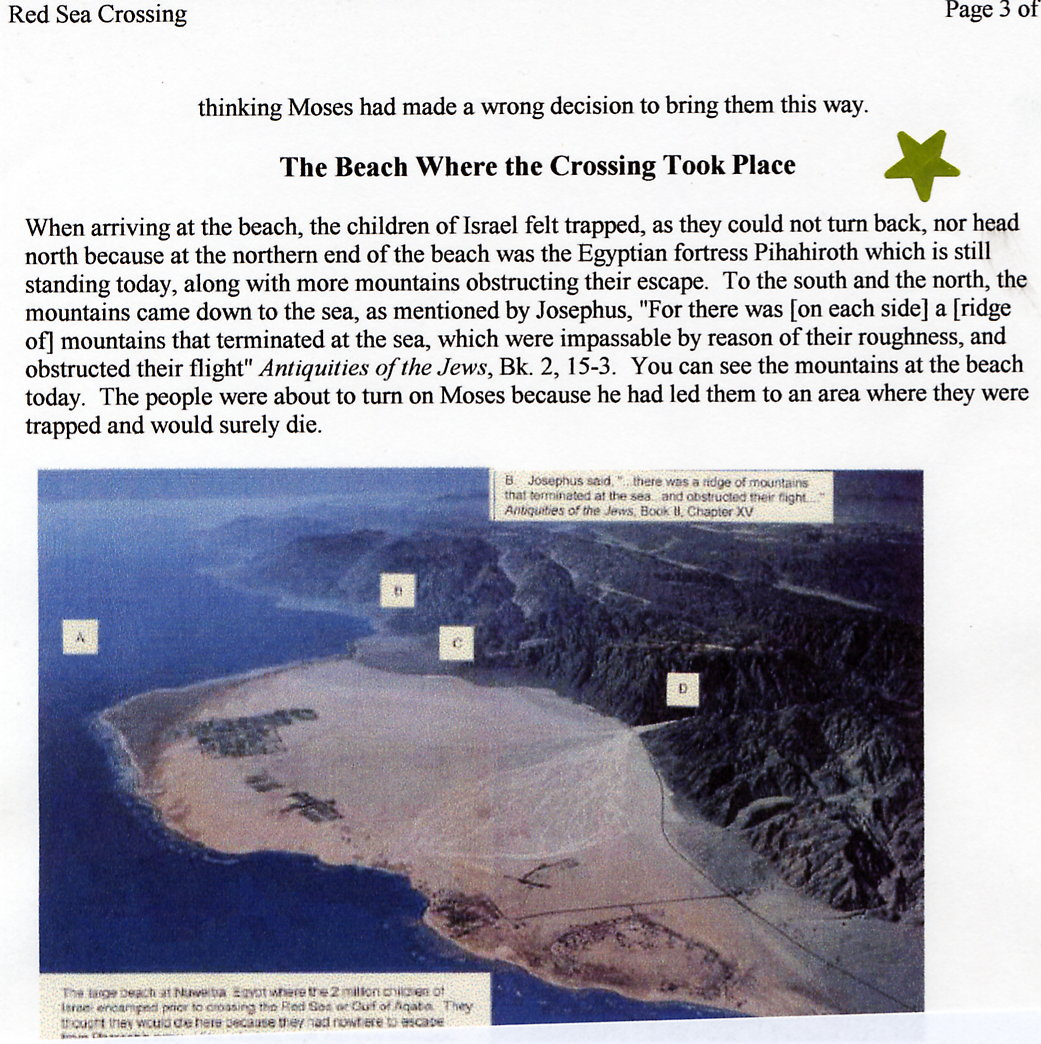 Red Sea Crossing
Page 3 of
thinking Moses had made a wrong decision to bring them this way.
The Beach Where the Crossing Took Place
When arriving at the beach, the children of Israel felt trapped, as they could not turn back, nor head
north because at the northern end of the beach was the Egyptian fortress Pihahiroth which is still
standing today, along with more mountains obstructing their escape. To the south and the north, the
mountains came down to the sea, as mentioned by Josephus, "For there was [on each side] a [ridge
of] mountains that terminated at the sea, which were impassable by reason of their roughness, and
obstructed their flight" Antiquities of the Jews, Bk. 2, 15-3. You can see the mountains at the beach
today. The people were about to turn on Moses because he had led them to an area where they were
trapped and would surely die.
B. Josephus said, "...there was a ridge of mountains
that terminated at the sea...and obstructed their flight...."
Antiquities of the Jews, Book II, Chapter XV
A
B
C
D
The large beach at Nuweiba, Egypt where the 2 million children of
Israel encamped prior to crossing the Red Sea or Gulf of Aqaba. They
thought they would die here because they had nowhere to escape